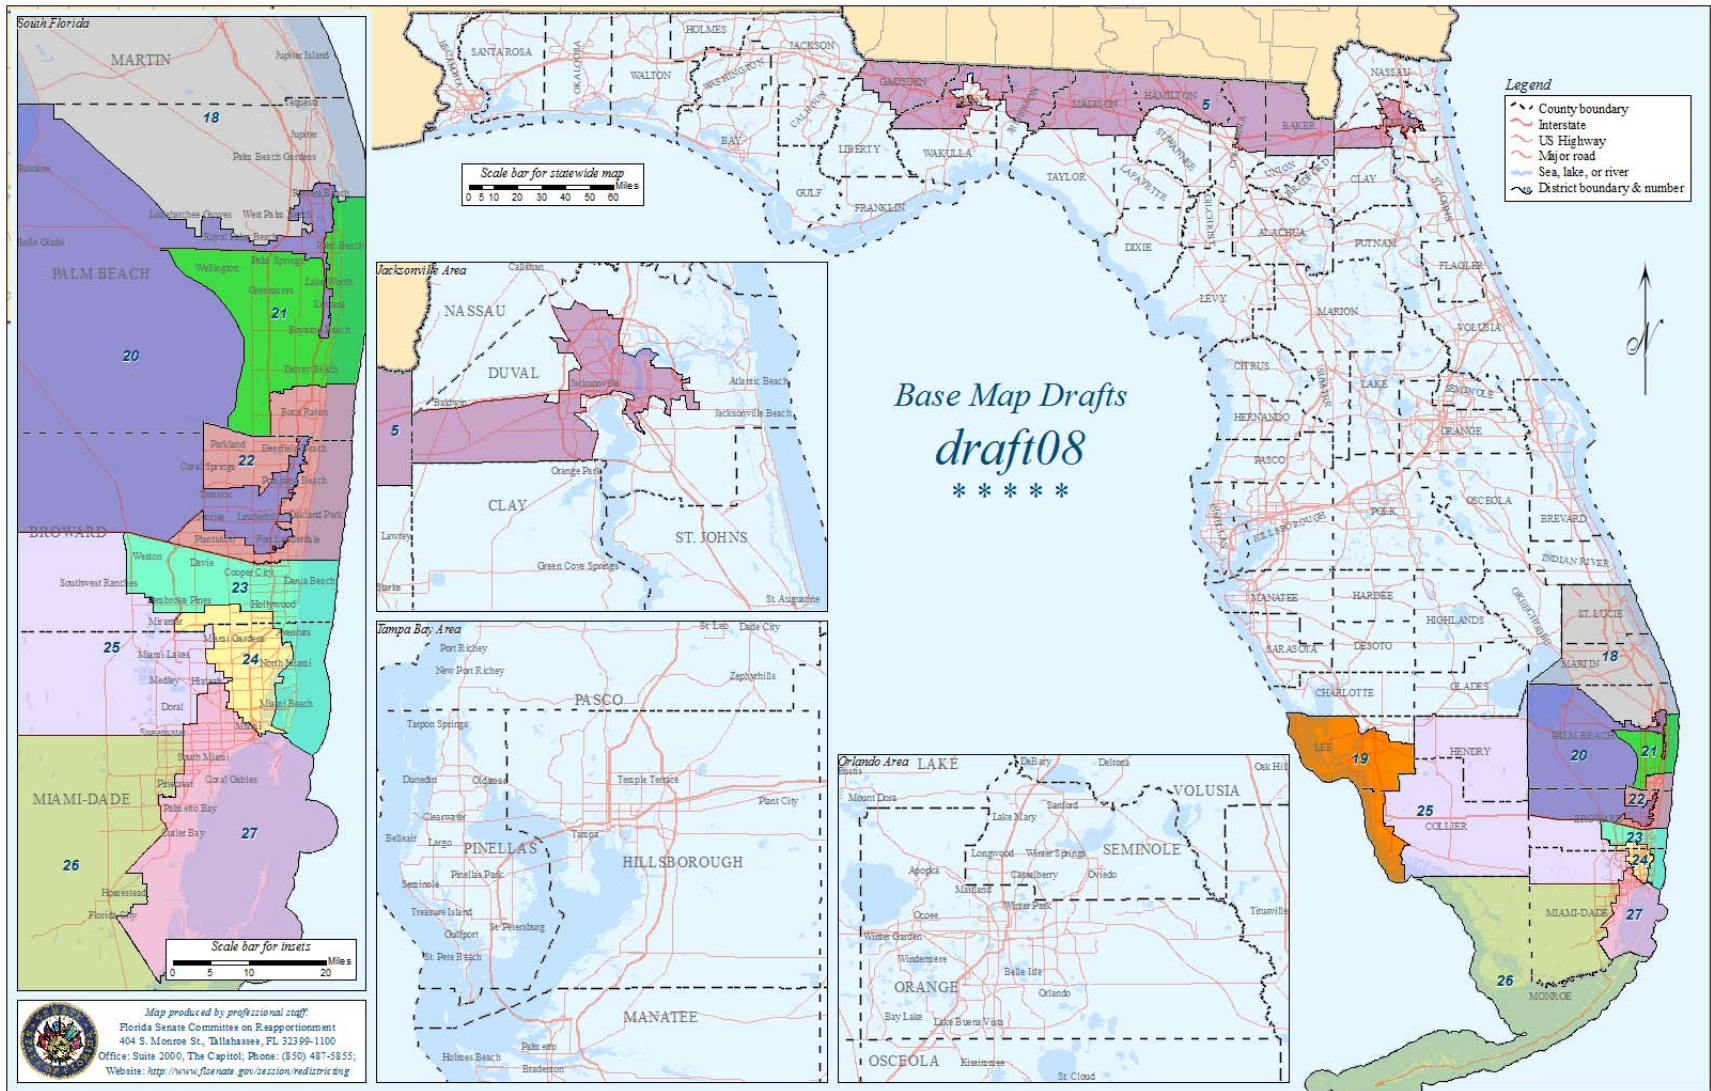 South Florida
MARTIN
Jupiter Island
Tequesta
18
Jupiter
Palm Beach Gardens
Pahokee
Riviera Beach
Loxahatchee Groves
West Palm Beach
Royal Palm Beach
Belle Glade
Palm Beach
PALM BEACH
Wellington
Palm Springs
Greenacres
Lake Worth
Lantana
21
Boynton Beach
20
Delray Beach
Boca Raton
Parkland
Deerfield Beach
Coral Springs
22
Pompano Beach
Tamarac
Sunrise
Lauderhill
Oakland Park
BROWARD
Plantation
Fort Lauderdale
Weston
Davie
Cooper City
Southwest Ranches
23
Dania Beach
Pembroke Pines
Hollywood
Miramar
Miami Gardens
Aventura
25
Miami Lakes
24
North Miami
Medley
Hialeah
Doral
Miami Beach
Miami
Sweetwater
South Miami
Pinecrest
Coral Gables
MIAMI-DADE
Palmetto Bay
Cutler Bay
27
26
Homestead
Florida City
Scale bar for insets
Miles
0 5 10 20
Map produced by professional staff:
Florida Senate Committee on Reapportionment
404 S. Monroe St., Tallahassee, FL 32399-1100
Office: Suite 2000, The Capitol; Phone: (850) 487-5855;
Website: http://www.flsenate.gov/session/redistricting
ESCAMBIA
SANTA ROSA
OKALOOSA
WALTON
HOLMES
WASHINGTON
JACKSON
BAY
CALHOUN
GULF
LIBERTY
FRANKLIN
GADSDEN
WAKULLA
MADISON
TAYLOR
HAMILTON
5
SUWANNEE
LAFAYETTE
DIXIE
BAKER
UNION
BRADFORD
GILCHRIST
ALACHUA
NASSAU
CLAY
ST. JOHNS
PUTNAM
FLAGLER
LEVY
MARION
VOLUSIA
CITRUS
SUMTER
LAKE
SEMINOLE
HERNANDO
ORANGE
PASCO
OSCEOLA
PINELLAS
HILLSBOROUGH
POLK
BREVARD
INDIAN RIVER
MANATEE
HARDEE
OKEECHOBEE
ST. LUCIE
HIGHLANDS
SARASOTA
DESOTO
MARTIN
18
CHARLOTTE
GLADES
LEE
19
HENDRY
PALM BEACH
20
21
25
COLLIER
22
BROWARD
23
24
MIAMI-DADE
27
26
MONROE
Scale bar for statewide map
Miles
0 5 10 20 30 40 50 60
Base Map Drafts
draft08
* * * * *
Legend
County boundary
Interstate
US Highway
Major road
Sea, lake, or river
District boundary & number
N
Jacksonville Area
Callahan
NASSAU
DUVAL
Jacksonville
Atlantic Beach
Baldwin
Jacksonville Beach
5
Orange Park
CLAY
Lawtey
ST. JOHNS
Green Cove Springs
Starke
St. Augustine
Tampa Bay Area
St. Leo
Dade City
Port Richey
New Port Richey
Zephyrhills
PASCO
Tarpon Springs
Dunedin
Oldsmar
Temple Terrace
Plant City
Clearwater
Tampa
Belleair
Largo
PINELLAS
HILLSBOROUGH
Pinellas Park
Seminole
Treasure Island
St. Petersburg
Gulfport
St. Pete Beach
MANATEE
Palmetto
Holmes Beach
Bradenton
Orlando Area
LAKE
DeBary
Deltona
Oak Hill
Eustis
Mount Dora
VOLUSIA
Sanford
Lake Mary
Longwood
Winter Springs
SEMINOLE
Apopka
Casselberry
Oviedo
Maitland
Ocoee
Winter Park
Titusville
Winter Garden
Windermere
Belle Isle
ORANGE
Orlando
Bay Lake
Lake Buena Vista
OSCEOLA
Kissimmee
St. Cloud